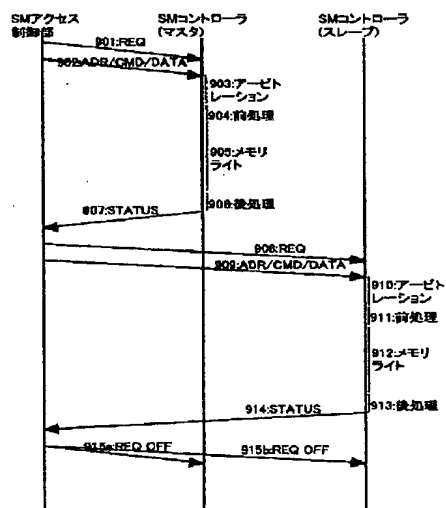 SMアクセス
制御部
SMコントローラ
(マスタ)
SMコントローラ
(スレーブ)
901:REQ
902:ADR/CMD/DATA
903:アービト
レーション
904:前処理
905:メモリ
ライト
906:後処理
907:STATUS
908:REQ
909:ADR/CMD/DATA
910:アービト
レーション
911:前処理
912:メモリ
ライト
913:後処理
914:STATUS
915a:REQ OFF
915b:REQ OFF